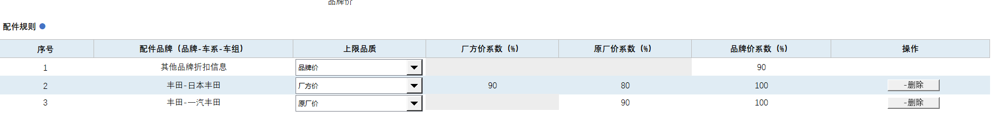 品牌价
配件规则
序号 配件品牌（品牌-车系-车组） 上限品质 厂方价系数（%） 原厂价系数（%） 品牌价系数（%） 操作
1 其他品牌折扣信息 品牌价 90
2 丰田-日本丰田 厂方价 90 80 100 -删除
3 丰田-一汽丰田 原厂价 90 100 -删除